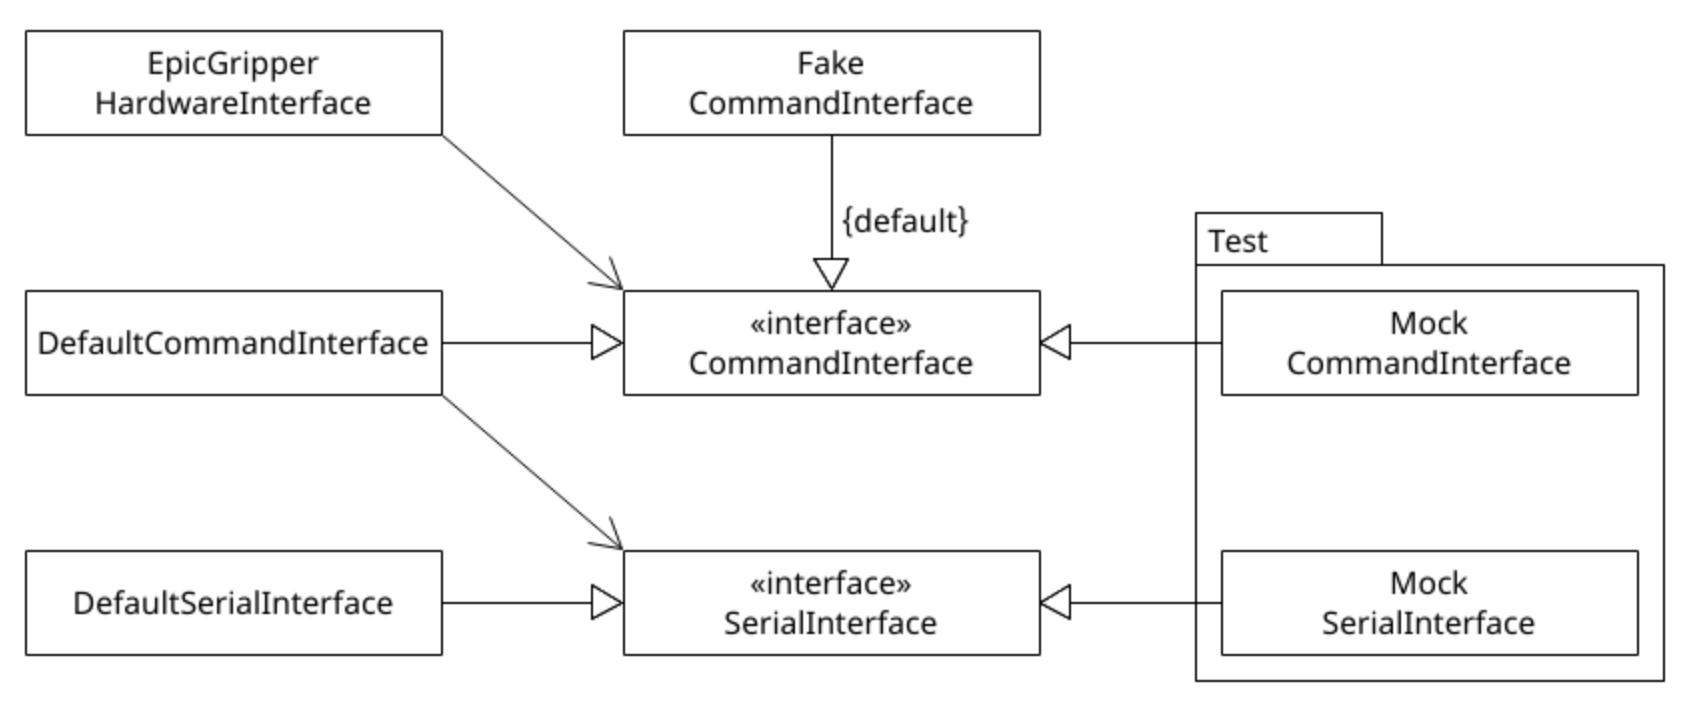 EpicGripper
HardwareInterface
Fake
CommandInterface
{default}
Test
DefaultCommandInterface
«interface»
CommandInterface
Mock
CommandInterface
DefaultSerialInterface
«interface»
SerialInterface
Mock
SerialInterface